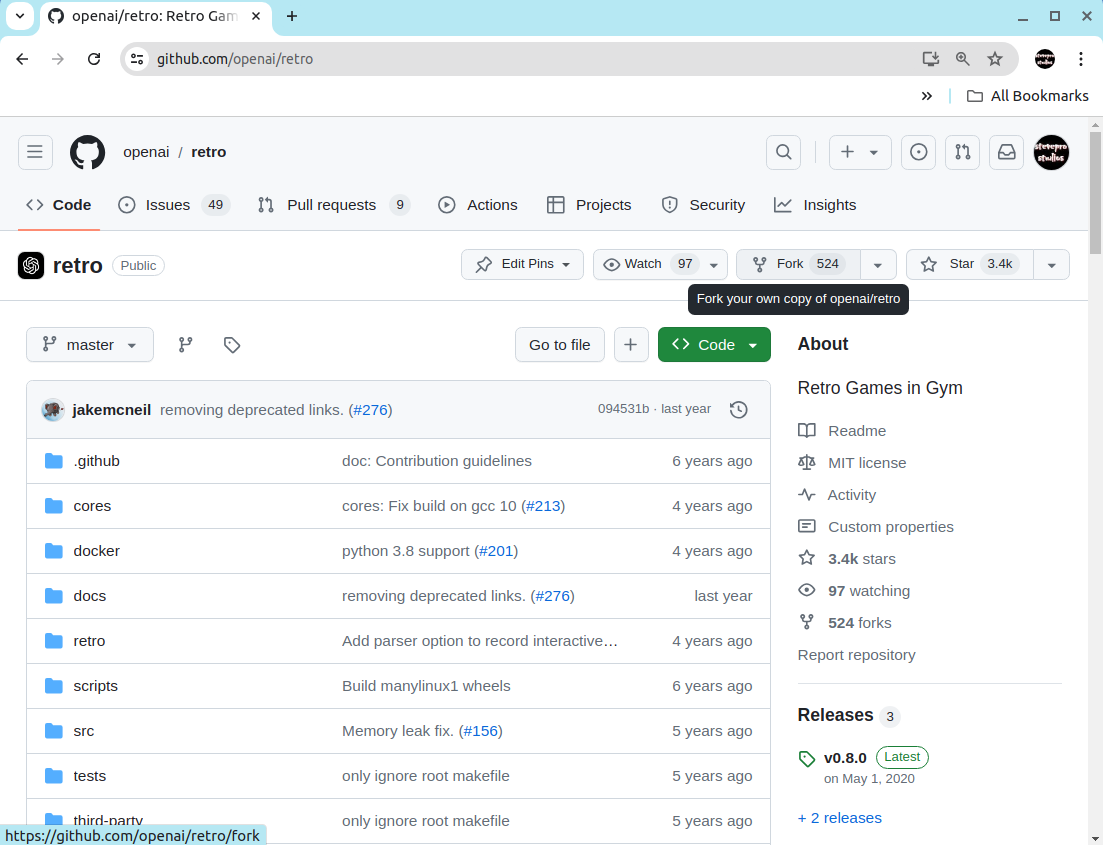 openai/retro: Retro Gam
github.com/openai/retro
All Bookmarks
openai / retro
stevepro studios
Code
Issues 49
Pull requests 9
Actions
Projects
Security
Insights
retro Public
Edit Pins
Watch 97
Fork 524
Star 3.4k
Fork your own copy of openai/retro
master
Go to file
Code
jakemcneil removing deprecated links. (#276) 094531b · last year
.github doc: Contribution guidelines 6 years ago
cores cores: Fix build on gcc 10 (#213) 4 years ago
docker python 3.8 support (#201) 4 years ago
docs removing deprecated links. (#276) last year
retro Add parser option to record interactive… 4 years ago
scripts Build manylinux1 wheels 6 years ago
src Memory leak fix. (#156) 5 years ago
tests only ignore root makefile 5 years ago
third-party only ignore root makefile 5 years ago
About
Retro Games in Gym
Readme
MIT license
Activity
Custom properties
3.4k stars
97 watching
524 forks
Report repository
Releases 3
v0.8.0 Latest
on May 1, 2020
+ 2 releases
https://github.com/openai/retro/fork